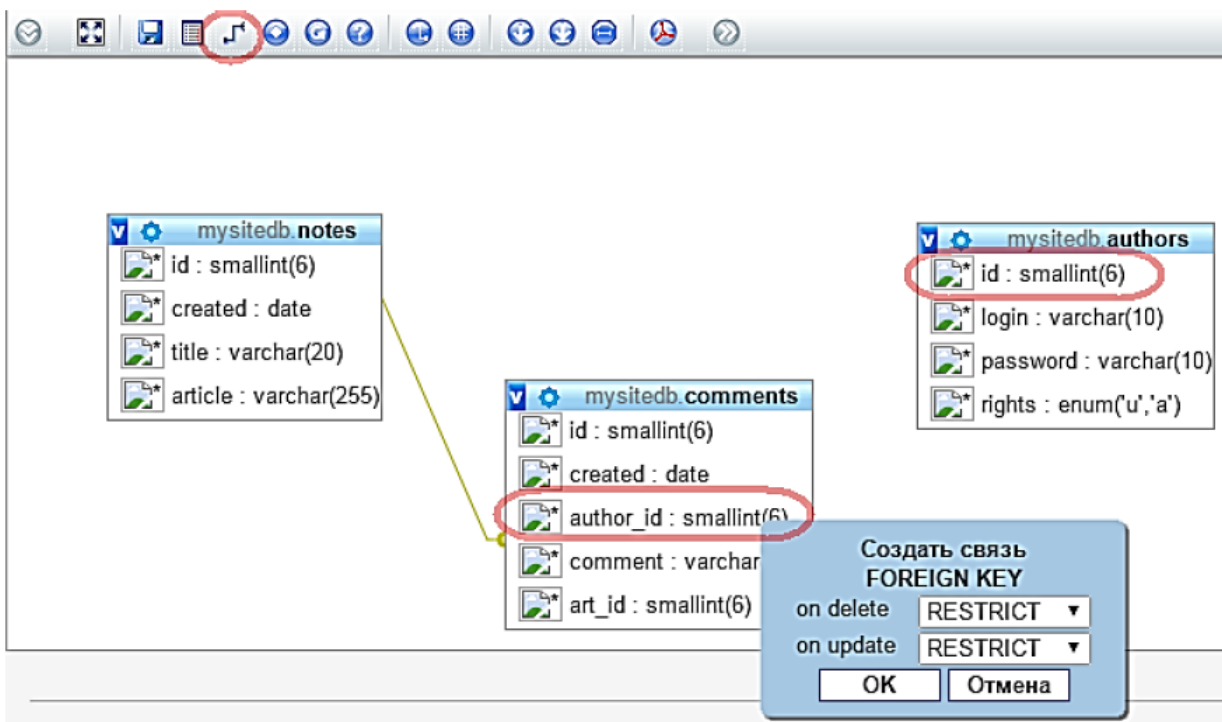 v mysitedb.notes
id : smallint(6)
created : date
title : varchar(20)
article : varchar(255)
v mysitedb.authors
id : smallint(6)
login : varchar(10)
password : varchar(10)
rights : enum('u','a')
v mysitedb.comments
id : smallint(6)
created : date
author_id : smallint(6)
comment : varchar
art_id : smallint(6)
Создать связь
FOREIGN KEY
on delete RESTRICT
on update RESTRICT
OK Отмена